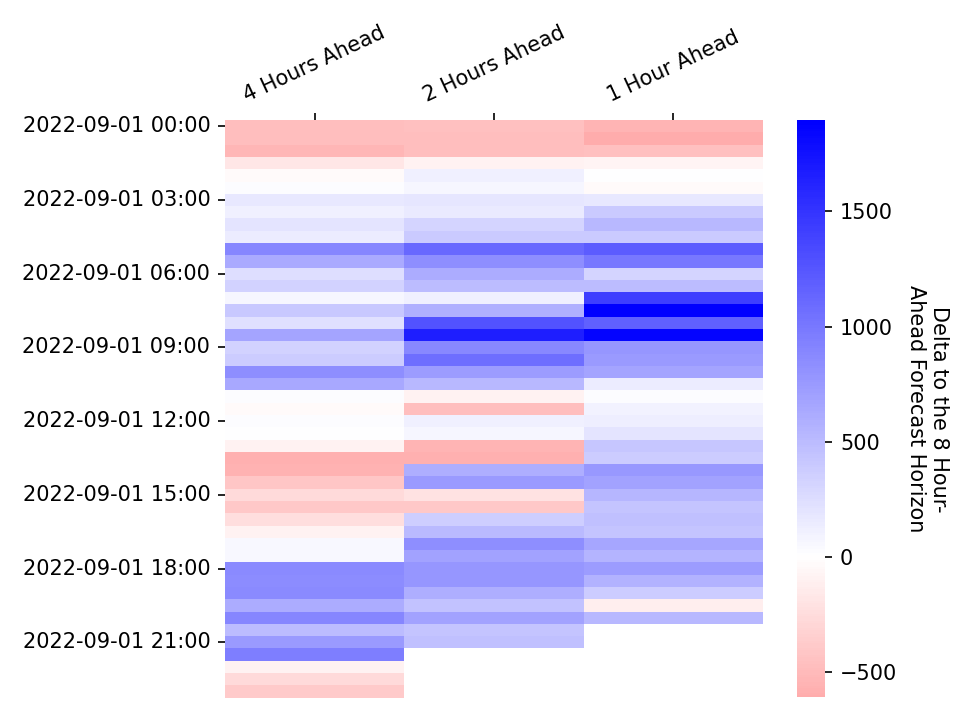 4 Hours Ahead
2 Hours Ahead
1 Hour Ahead
2022-09-01 00:00
2022-09-01 03:00
2022-09-01 06:00
2022-09-01 09:00
2022-09-01 12:00
2022-09-01 15:00
2022-09-01 18:00
2022-09-01 21:00
1500
1000
500
0
−500
Delta to the 8 Hour-
Ahead Forecast Horizon